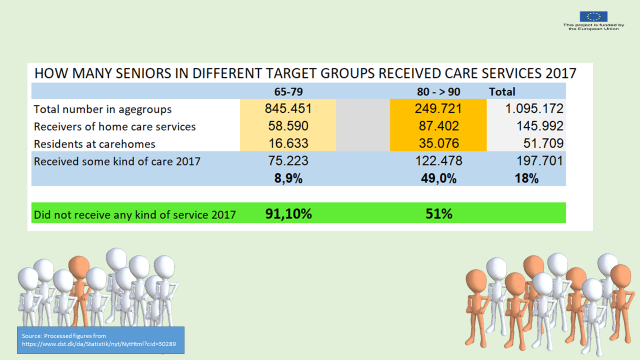 This project is funded by
the European Union
HOW MANY SENIORS IN DIFFERENT TARGET GROUPS RECEIVED CARE SERVICES 2017
65-79 80 - > 90 Total
Total number in agegroups 845.451 249.721 1.095.172
Receivers of home care services 58.590 87.402 145.992
Residents at carehomes 16.633 35.076 51.709
Received some kind of care 2017 75.223 122.478 197.701
8,9% 49,0% 18%
Did not receive any kind of service 2017 91,10% 51%
Source: Processed figures from
https://www.dst.dk/da/Statistik/nyt/NytHtml?cid=30289